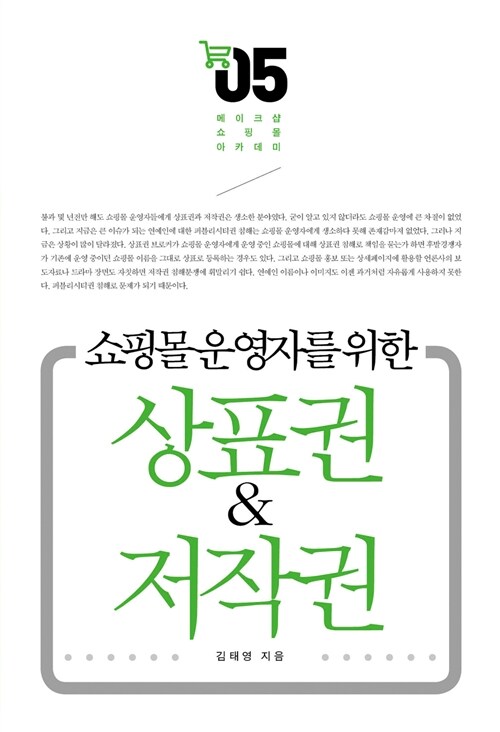 05
메이크샵
쇼핑몰
아카데미
불과 몇 년전만 해도 쇼핑몰 운영자들에게 상표권과 저작권은 생소한 분야였다. 굳이 알고 있지 않더라도 쇼핑몰 운영에 큰 차질이 없었
다. 그리고 지금은 큰 이슈가 되는 연예인에 대한 퍼블리시티권 침해는 쇼핑몰 운영자에게 생소하다 못해 존재감마저 없었다. 그러나 지
금은 상황이 많이 달라졌다. 상표권 브로커가 쇼핑몰 운영자에게 운영 중인 쇼핑몰에 대해 상표권 침해로 책임을 묻는가 하면 후발경쟁자
가 기존에 운영 중이던 쇼핑몰 이름을 그대로 상표로 등록하는 경우도 있다. 그리고 쇼핑몰 홍보 또는 상세페이지에 활용할 언론사의 보
도자료나 드라마 장면도 자칫하면 저작권 침해분쟁에 휘말리기 쉽다. 연예인 이름이나 이미지도 이젠 과거처럼 자유롭게 사용하지 못한
다. 퍼블리시티권 침해로 문제가 되기 때문이다.
쇼핑몰 운영자를 위한
상표권
&
저작권
김태영 지음